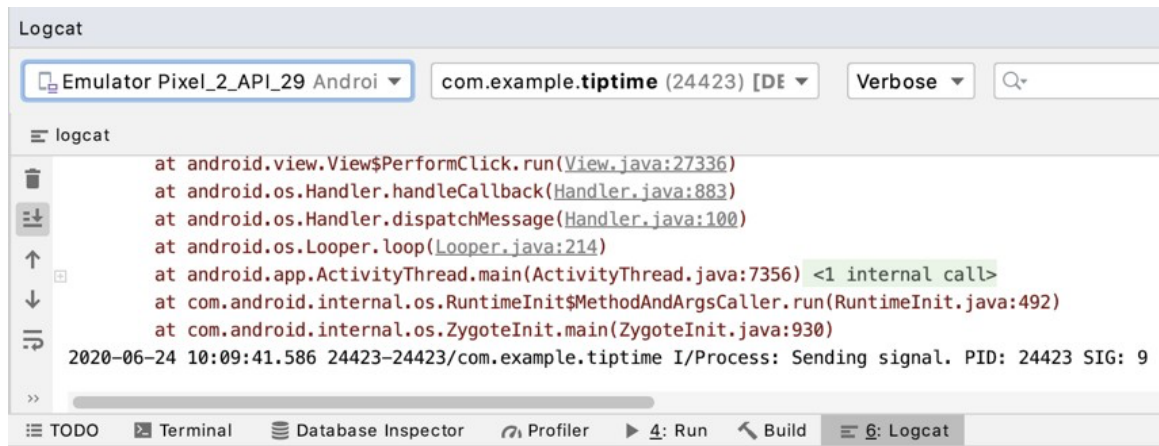 Logcat
Emulator Pixel_2_API_29 Androi com.example.tiptime (24423) [DE Verbose
logcat
at android.view.View$PerformClick.run(View.java:27336)
at android.os.Handler.handleCallback(Handler.java:883)
at android.os.Handler.dispatchMessage(Handler.java:100)
at android.os.Looper.loop(Looper.java:214)
at android.app.ActivityThread.main(ActivityThread.java:7356) <1 internal call>
at com.android.internal.os.RuntimeInit$MethodAndArgsCaller.run(RuntimeInit.java:492)
at com.android.internal.os.ZygoteInit.main(ZygoteInit.java:930)
2020-06-24 10:09:41.586 24423-24423/com.example.tiptime I/Process: Sending signal. PID: 24423 SIG: 9
TODO Terminal Database Inspector Profiler 4: Run Build 6: Logcat